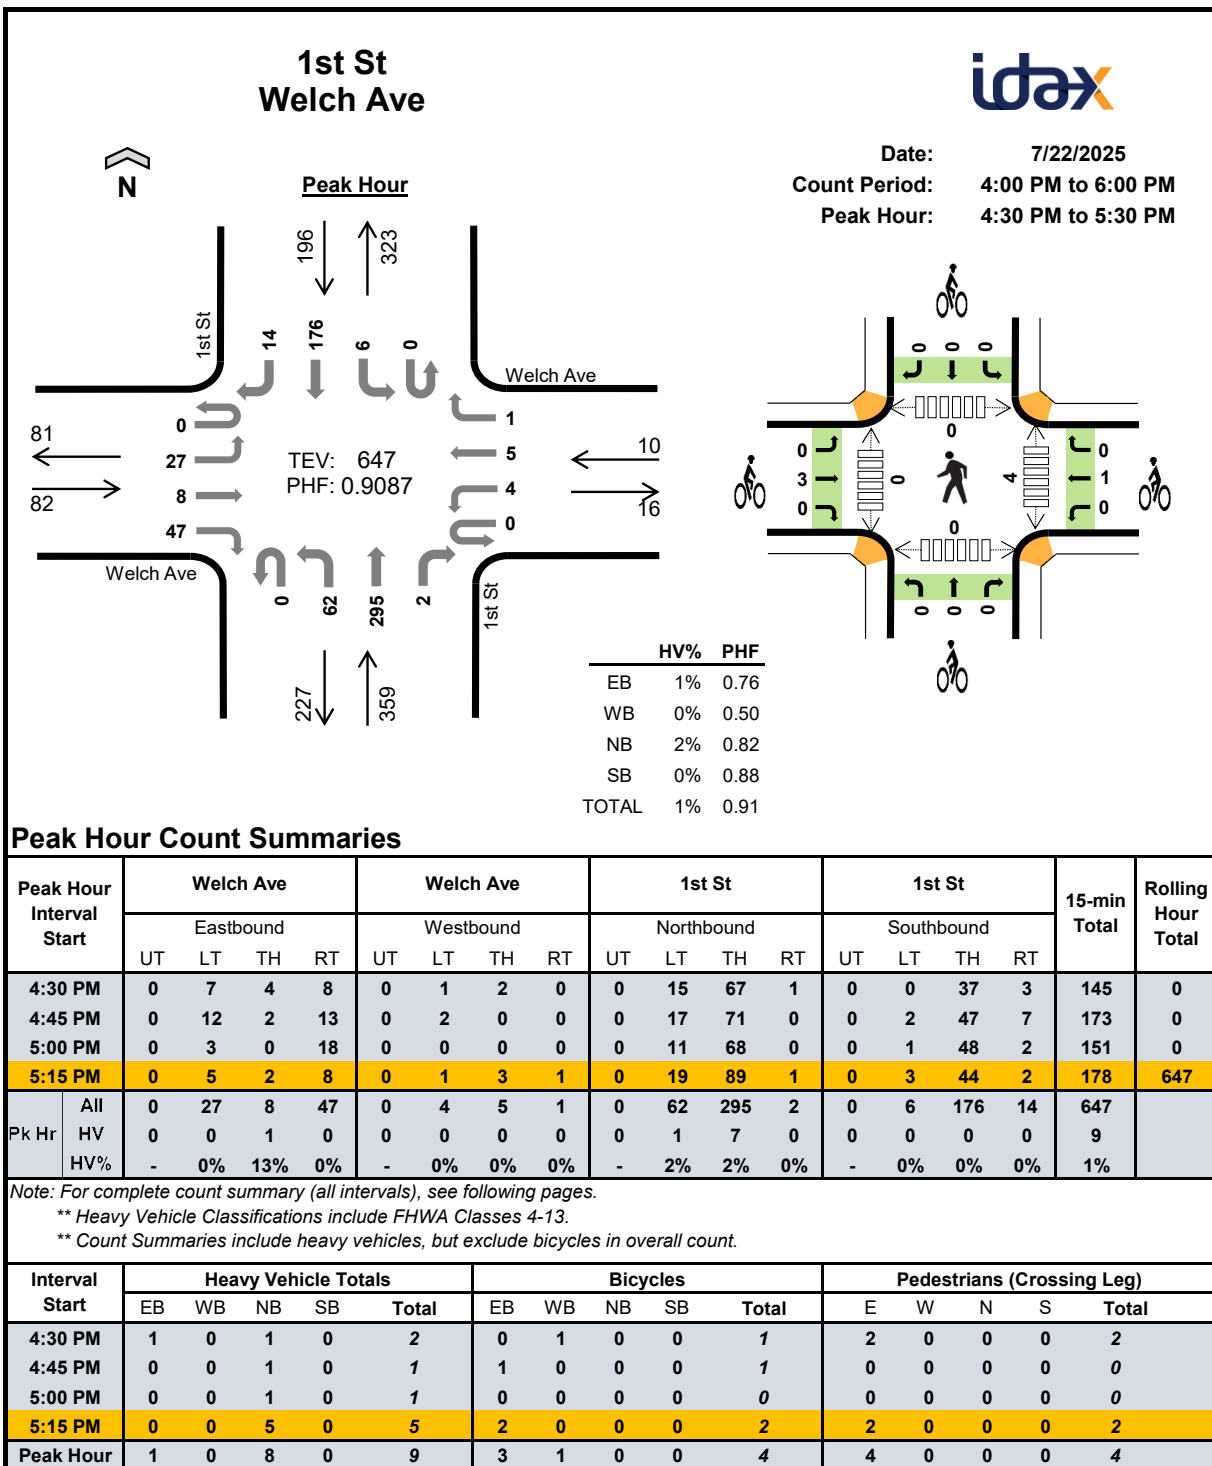 1st St
Welch Ave
idax
N
Peak Hour
Date: 7/22/2025
Count Period: 4:00 PM to 6:00 PM
Peak Hour: 4:30 PM to 5:30 PM
196
323
1st St
14
176
6
0
Welch Ave
0
27
8
47
81
82
TEV: 647
PHF: 0.9087
1
5
4
0
10
16
Welch Ave
0
62
295
2
1st St
227
359
0
0
0
0
0
3
0
0
4
0
0
1
0
0
0
0
HV% PHF
EB 1% 0.76
WB 0% 0.50
NB 2% 0.82
SB 0% 0.88
TOTAL 1% 0.91
Peak Hour Count Summaries
Peak Hour Interval Start Welch Ave Welch Ave 1st St 1st St 15-min Total Rolling Hour Total
Eastbound Westbound Northbound Southbound
UT LT TH RT UT LT TH RT UT LT TH RT UT LT TH RT
4:30 PM 0 7 4 8 0 1 2 0 0 15 67 1 0 0 37 3 145 0
4:45 PM 0 12 2 13 0 2 0 0 0 17 71 0 0 2 47 7 173 0
5:00 PM 0 3 0 18 0 0 0 0 0 11 68 0 0 1 48 2 151 0
5:15 PM 0 5 2 8 0 1 3 1 0 19 89 1 0 3 44 2 178 647
Pk Hr All 0 27 8 47 0 4 5 1 0 62 295 2 0 6 176 14 647
HV 0 0 1 0 0 0 0 0 0 1 7 0 0 0 0 0 9
HV% - 0% 13% 0% - 0% 0% 0% - 2% 2% 0% - 0% 0% 0% 1%
Note: For complete count summary (all intervals), see following pages.
** Heavy Vehicle Classifications include FHWA Classes 4-13.
** Count Summaries include heavy vehicles, but exclude bicycles in overall count.
Interval Start Heavy Vehicle Totals Bicycles Pedestrians (Crossing Leg)
EB WB NB SB Total EB WB NB SB Total E W N S Total
4:30 PM 1 0 1 0 2 0 1 0 0 1 2 0 0 0 2
4:45 PM 0 0 1 0 1 1 0 0 0 1 0 0 0 0 0
5:00 PM 0 0 1 0 1 0 0 0 0 0 0 0 0 0 0
5:15 PM 0 0 5 0 5 2 0 0 0 2 2 0 0 0 2
Peak Hour 1 0 8 0 9 3 1 0 0 4 4 0 0 0 4